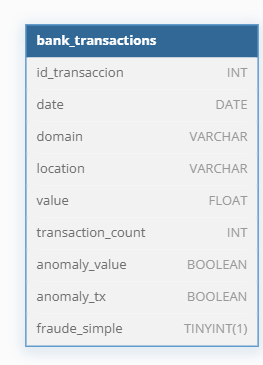 bank_transactions
id_transaccion INT
date DATE
domain VARCHAR
location VARCHAR
value FLOAT
transaction_count INT
anomaly_value BOOLEAN
anomaly_tx BOOLEAN
fraude_simple TINYINT(1)